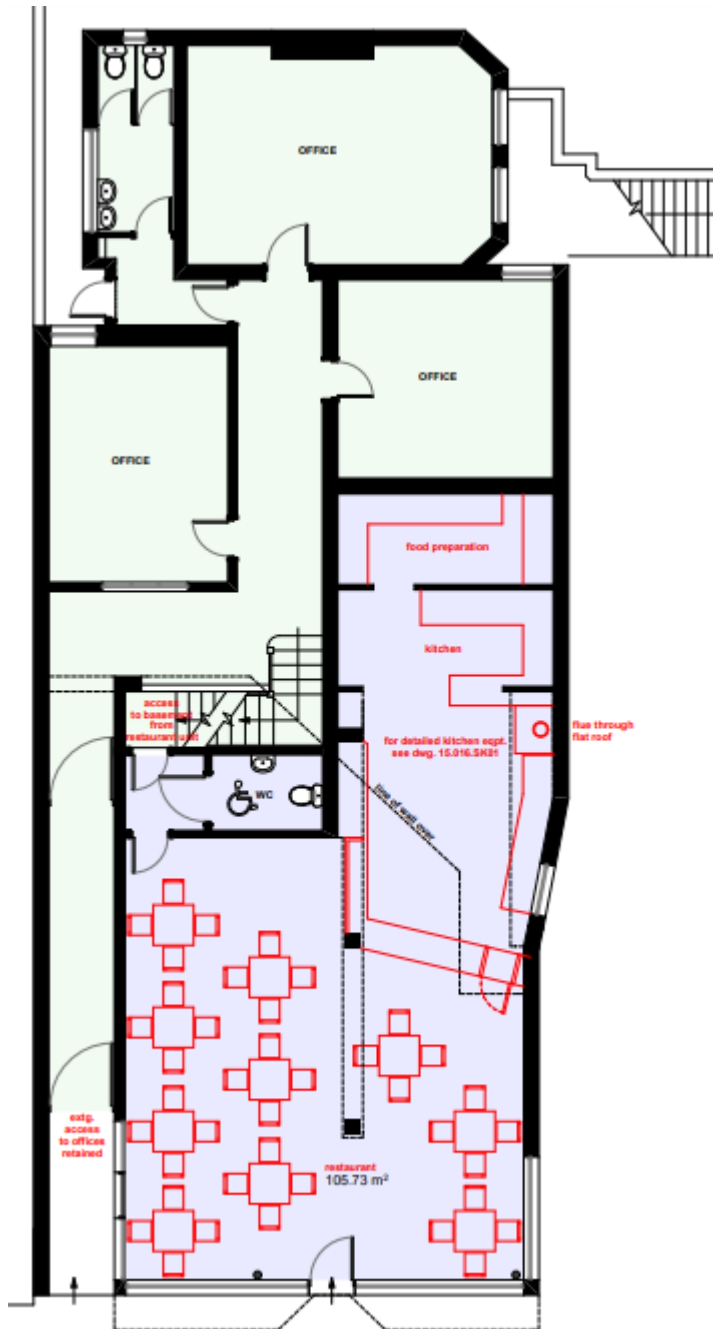 OFFICE
OFFICE
OFFICE
food preparation
kitchen
access
to basement
from
restaurant unit
for detailed kitchen eqpt.
see dwg. 15.016.SK01
flue through
flat roof
WC
line of wall over
extg.
access
to offices
retained
restaurant
105.73 m²